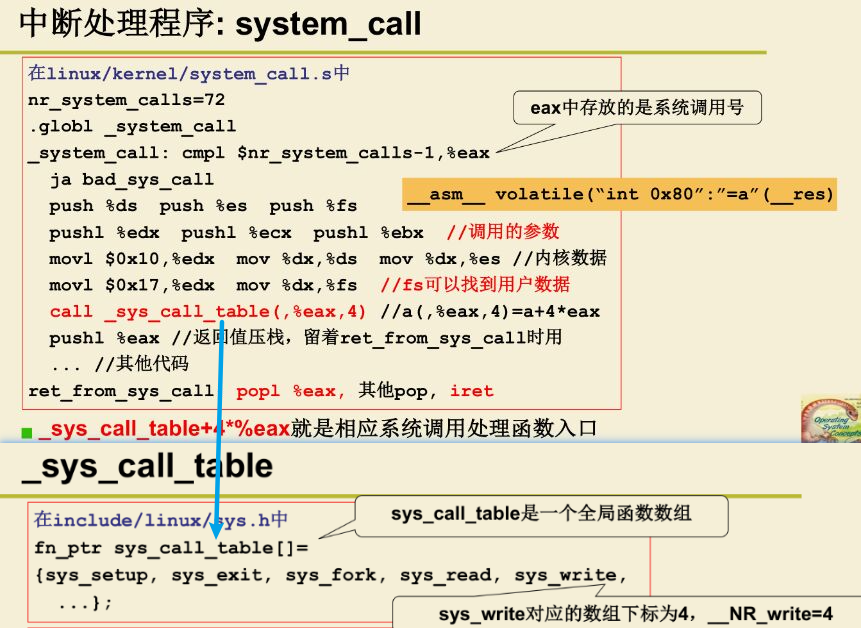 中断处理程序: system_call
在linux/kernel/system_call.s中
nr_system_calls=72
.globl _system_call
eax中存放的是系统调用号
_system_call: cmpl $nr_system_calls-1,%eax
ja bad_sys_call
__asm__ volatile(“int 0x80”:”=a”(__res)
push %ds push %es push %fs
pushl %edx pushl %ecx pushl %ebx //调用的参数
movl $0x10,%edx mov %dx,%ds mov %dx,%es //内核数据
movl $0x17,%edx mov %dx,%fs //fs可以找到用户数据
call _sys_call_table(,%eax,4) //a(,%eax,4)=a+4*eax
pushl %eax //返回值压栈，留着ret_from_sys_call时用
... //其他代码
ret_from_sys_call popl %eax, 其他pop, iret
_sys_call_table+4*%eax就是相应系统调用处理函数入口
Operating
System
Concepts
_sys_call_table
在include/linux/sys.h中
sys_call_table是一个全局函数数组
fn_ptr sys_call_table[]=
{sys_setup, sys_exit, sys_fork, sys_read, sys_write,
...};
sys_write对应的数组下标为4，__NR_write=4